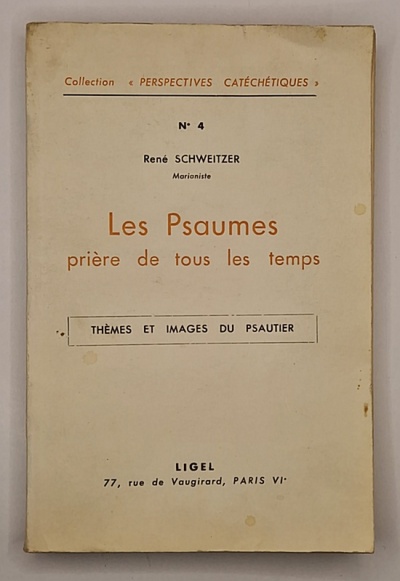 Collection « PERSPECTIVES CATÉCHÉTIQUES »
N° 4
René SCHWEITZER
Marianiste
Les Psaumes
prière de tous les temps
THÈMES ET IMAGES DU PSAUTIER
LIGEL
77, rue de Vaugirard, PARIS VIᵉ